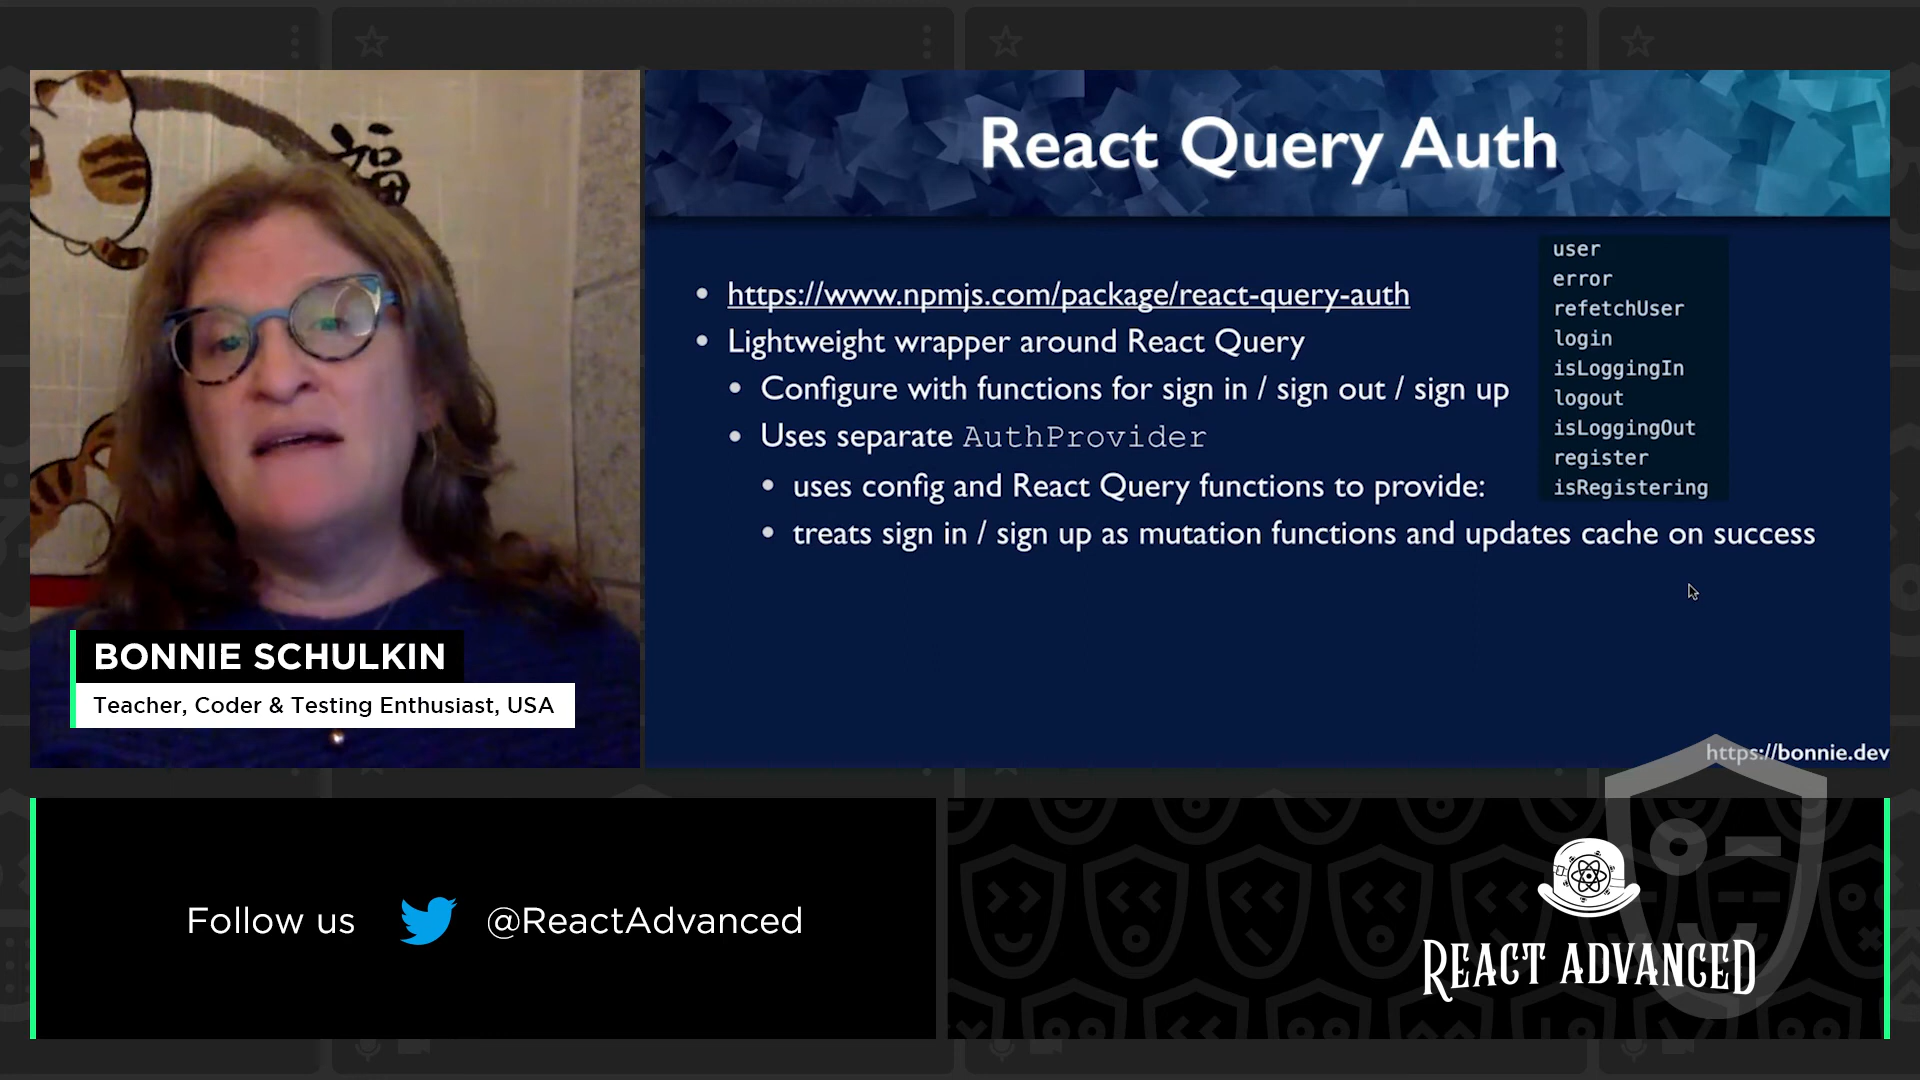 福
React Query Auth
https://www.npmjs.com/package/react-query-auth
Lightweight wrapper around React Query
Configure with functions for sign in / sign out / sign up
Uses separate AuthProvider
uses config and React Query functions to provide:
treats sign in / sign up as mutation functions and updates cache on success
user
error
refetchUser
login
isLoggingIn
logout
isLoggingOut
register
isRegistering
https://bonnie.dev
BONNIE SCHULKIN
Teacher, Coder & Testing Enthusiast, USA
Follow us
@ReactAdvanced
REACT ADVANCED